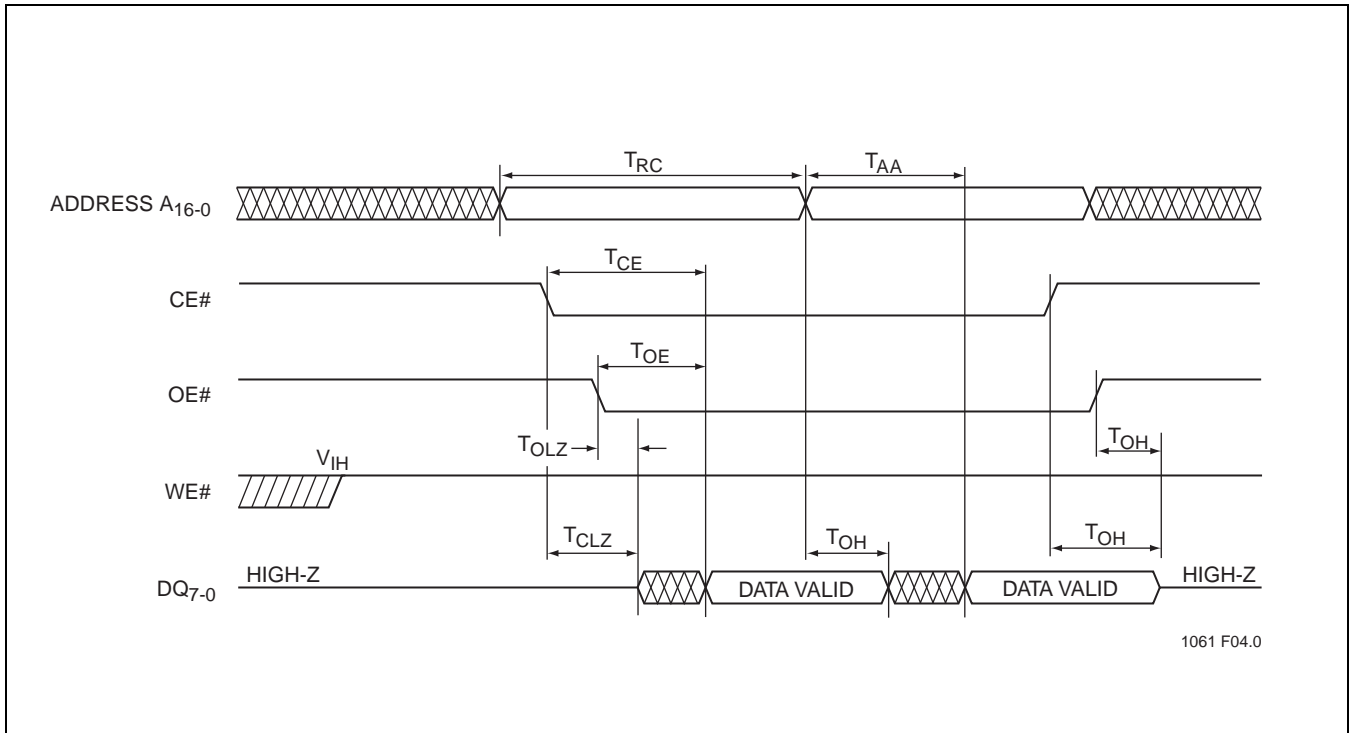 TRC
TAA
ADDRESS A16-0
TCE
CE#
TOE
OE#
TOLZ
TOH
VIH
WE#
TCLZ
TOH
TOH
HIGH-Z
HIGH-Z
DQ7-0
DATA VALID
DATA VALID
1061 F04.0